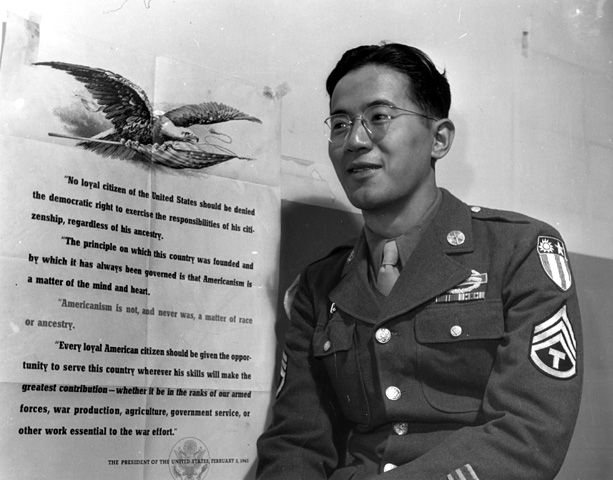 "No loyal citizen of the United States should be denied
the democratic right to exercise the responsibilities of his citi-
zenship, regardless of his ancestry.
"The principle on which this country was founded and
by which it has always been governed is that Americanism is
a matter of the mind and heart.
"Americanism is not, and never was, a matter of race
or ancestry.
"Every loyal American citizen should be given the oppor-
tunity to serve this country wherever his skills will make the
greatest contribution—whether it be in the ranks of our armed
forces, war production, agriculture, government service, or
other work essential to the war effort."
THE PRESIDENT OF THE UNITED STATES, FEBRUARY 3, 1943
T